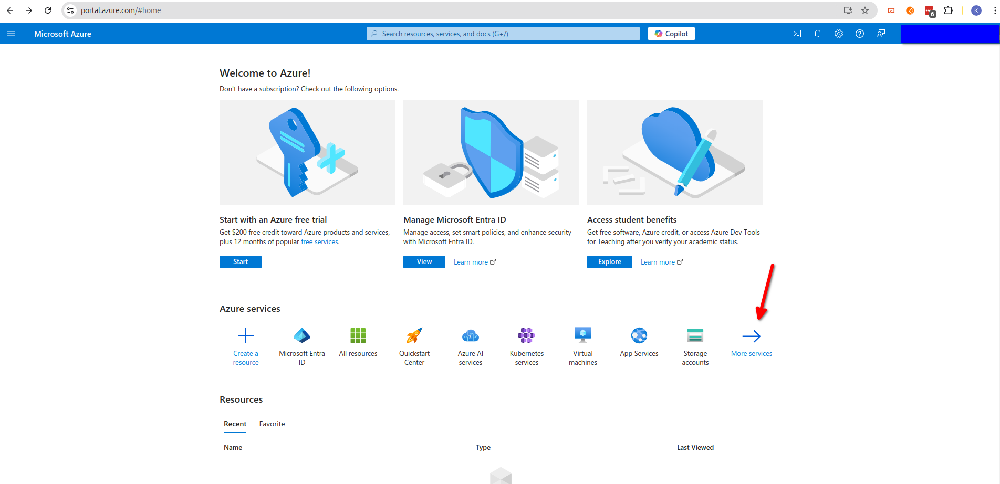 portal.azure.com/#home
6
K
Microsoft Azure
Search resources, services, and docs (G+/)
Copilot
Welcome to Azure!
Don't have a subscription? Check out the following options.
Start with an Azure free trial
Get $200 free credit toward Azure products and services,
plus 12 months of popular free services.
Start
Manage Microsoft Entra ID
Manage access, set smart policies, and enhance security
with Microsoft Entra ID.
View
Learn more
Access student benefits
Get free software, Azure credit, or access Azure Dev Tools
for Teaching after you verify your academic status.
Explore
Learn more
Azure services
Create a
resource
Microsoft Entra
ID
All resources
Quickstart
Center
Azure AI
services
Kubernetes
services
Virtual
machines
App Services
Storage
accounts
More services
Resources
Recent
Favorite
Name
Type
Last Viewed